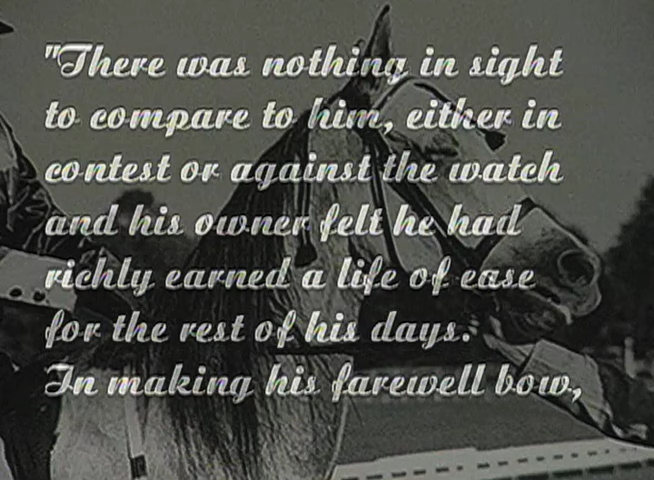 "There was nothing in sight
to compare to him, either in
contest or against the watch
and his owner felt he had
richly earned a life of ease
for the rest of his days.
In making his farewell bow,